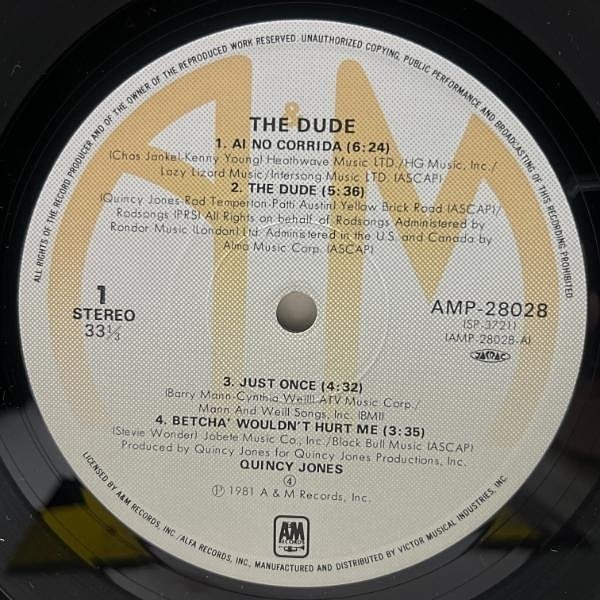 ALL RIGHTS OF THE RECORD PRODUCER AND OF THE OWNER OF THE REPRODUCED WORK RESERVED. UNAUTHORIZED COPYING, PUBLIC PERFORMANCE AND BROADCASTING OF THIS RECORDING PROHIBITED
THE DUDE
1. AI NO CORRIDA (6:24)
(Chas Jankel-Kenny Young) Heathwave Music LTD./HG Music, Inc./
Lazy Lizard Music/Intersong Music LTD. (ASCAP)
2. THE DUDE (5:36)
(Quincy Jones-Rod Temperton-Patti Austin) Yellow Brick Road (ASCAP)/
Rodsongs (PRS) All Rights on behalf of Rodsongs Administered by
Rondor Music (London) Ltd. Administered in the U.S. and Canada by
Almo Music Corp. (ASCAP)
1
STEREO
33 1/3
AMP-28028
(SP-3721)
(AMP-28028-A)
JASRAC
3. JUST ONCE (4:32)
(Barry Mann-Cynthia Weill) ATV Music Corp./
Mann And Weill Songs, Inc. (BMI)
4. BETCHA' WOULDN'T HURT ME (3:35)
(Stevie Wonder) Jobete Music Co., Inc./Black Bull Music (ASCAP)
Produced by Quincy Jones for Quincy Jones Productions, Inc.
QUINCY JONES
④
Ⓟ 1981 A & M Records, Inc.
A&M
RECORDS
LICENSED BY A&M RECORDS, INC./ALFA RECORDS, INC., MANUFACTURED AND DISTRIBUTED BY VICTOR MUSICAL INDUSTRIES, INC.